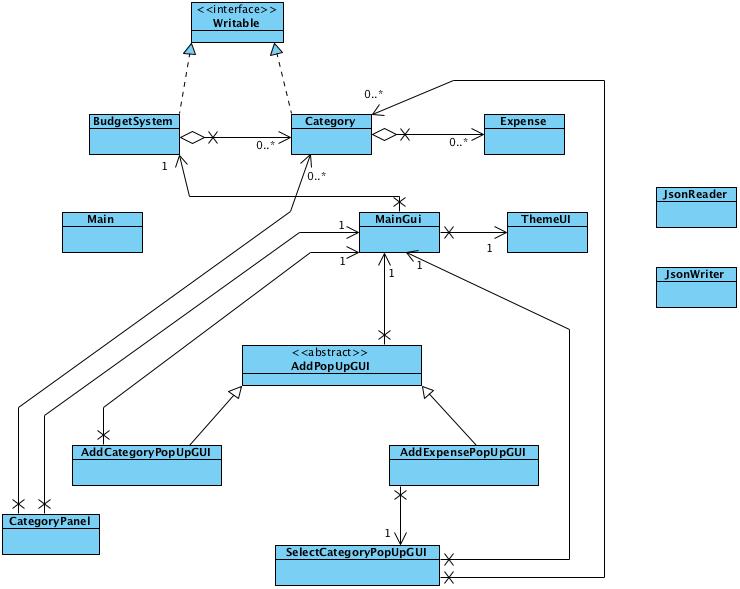 <<interface>>
Writable
0..*
BudgetSystem
Category
Expense
0..*
0..*
1
0..*
JsonReader
Main
MainGui
ThemeUI
1
1
1
1
1
JsonWriter
<<abstract>>
AddPopUpGUI
AddCategoryPopUpGUI
AddExpensePopUpGUI
CategoryPanel
1
SelectCategoryPopUpGUI